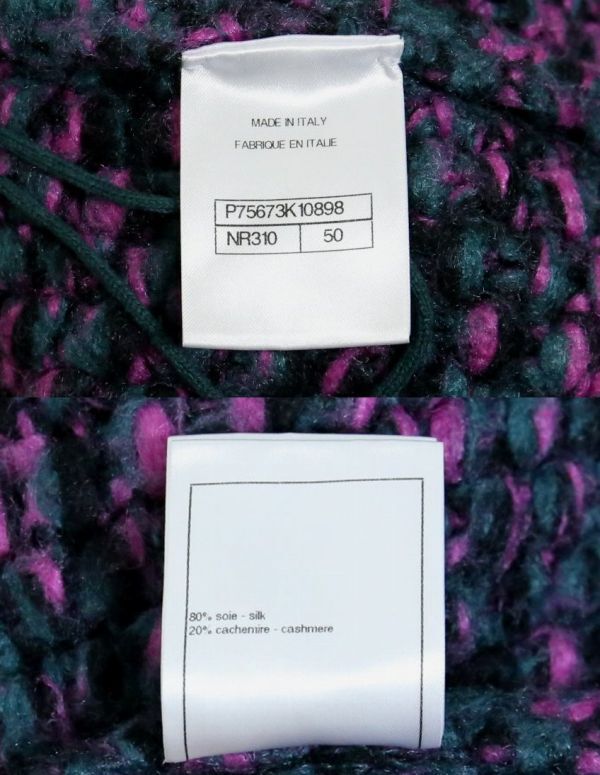 MADE IN ITALY
FABRIQUE EN ITALIE
P75673K10898
NR310 50
80% soie - silk
20% cachemire - cashmere